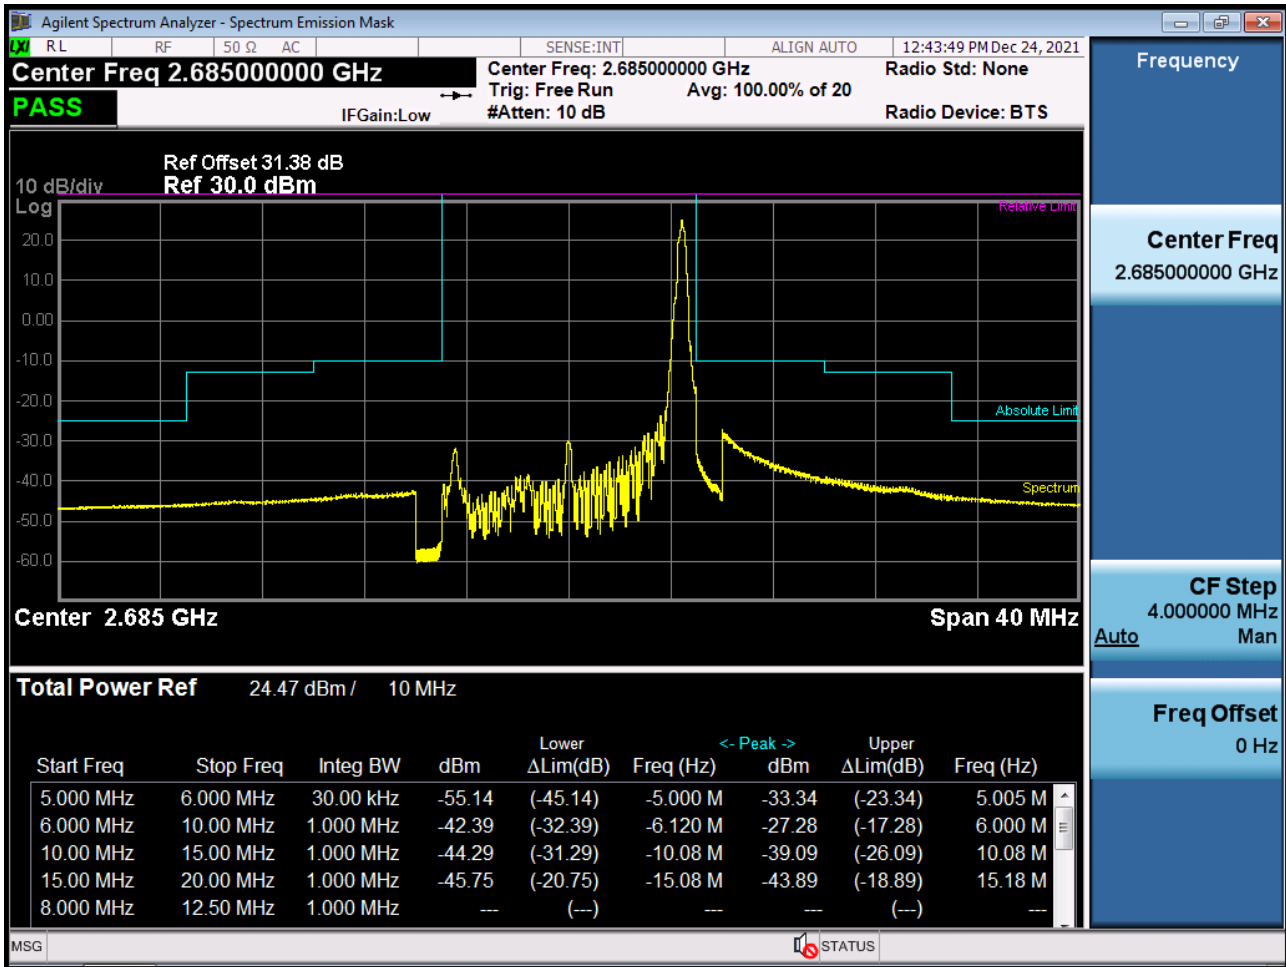 Agilent Spectrum Analyzer - Spectrum Emission Mask
LXI RL RF 50 Ω AC SENSE:INT ALIGN AUTO 12:43:49 PM Dec 24, 2021
Center Freq 2.685000000 GHz
Center Freq: 2.685000000 GHz
Radio Std: None
Trig: Free Run
Avg: 100.00% of 20
PASS
IFGain:Low
#Atten: 10 dB
Radio Device: BTS
Ref Offset 31.38 dB
10 dB/div
Ref 30.0 dBm
Log
Relative Limit
20.0
10.0
0.00
-10.0
-20.0
Absolute Limit
-30.0
-40.0
Spectrum
-50.0
-60.0
Center 2.685 GHz
Span 40 MHz
Total Power Ref 24.47 dBm / 10 MHz
Lower <- Peak -> Upper
Start Freq Stop Freq Integ BW dBm ΔLim(dB) Freq (Hz) dBm ΔLim(dB) Freq (Hz)
5.000 MHz 6.000 MHz 30.00 kHz -55.14 (-45.14) -5.000 M -33.34 (-23.34) 5.005 M
6.000 MHz 10.00 MHz 1.000 MHz -42.39 (-32.39) -6.120 M -27.28 (-17.28) 6.000 M
10.00 MHz 15.00 MHz 1.000 MHz -44.29 (-31.29) -10.08 M -39.09 (-26.09) 10.08 M
15.00 MHz 20.00 MHz 1.000 MHz -45.75 (-20.75) -15.08 M -43.89 (-18.89) 15.18 M
8.000 MHz 12.50 MHz 1.000 MHz --- (---) --- --- (---) ---
MSG
STATUS
Frequency
Center Freq
2.685000000 GHz
CF Step
4.000000 MHz
Auto Man
Freq Offset
0 Hz